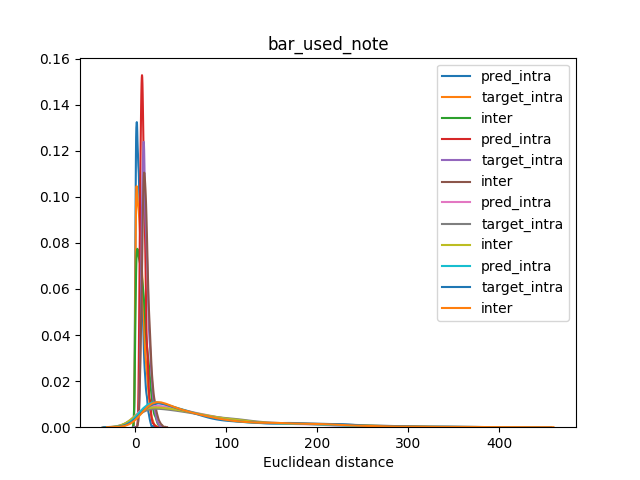 bar_used_note
0.16
0.14
0.12
0.10
0.08
0.06
0.04
0.02
0.00
0
100
200
300
400
Euclidean distance
pred_intra
target_intra
inter
pred_intra
target_intra
inter
pred_intra
target_intra
inter
pred_intra
target_intra
inter